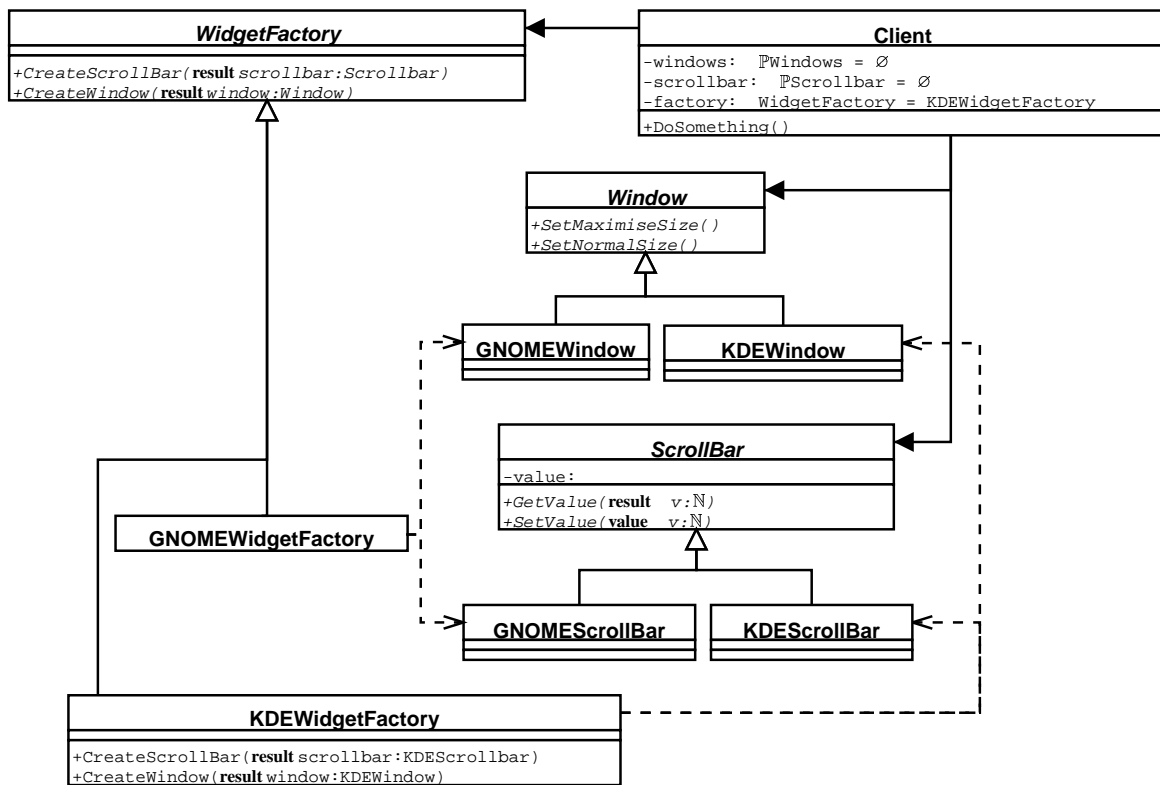 WidgetFactory
+CreateScrollBar(result scrollbar:Scrollbar)
+CreateWindow(result window:Window)
Client
-windows: ℙWindows = ∅
-scrollbar: ℙScrollbar = ∅
-factory: WidgetFactory = KDEWidgetFactory
+DoSomething()
Window
+SetMaximiseSize()
+SetNormalSize()
GNOMEWindow
KDEWindow
ScrollBar
-value:
+GetValue(result v:ℕ)
+SetValue(value v:ℕ)
GNOMEWidgetFactory
GNOMEScrollBar
KDEScrollBar
KDEWidgetFactory
+CreateScrollBar(result scrollbar:KDEScrollbar)
+CreateWindow(result window:KDEWindow)